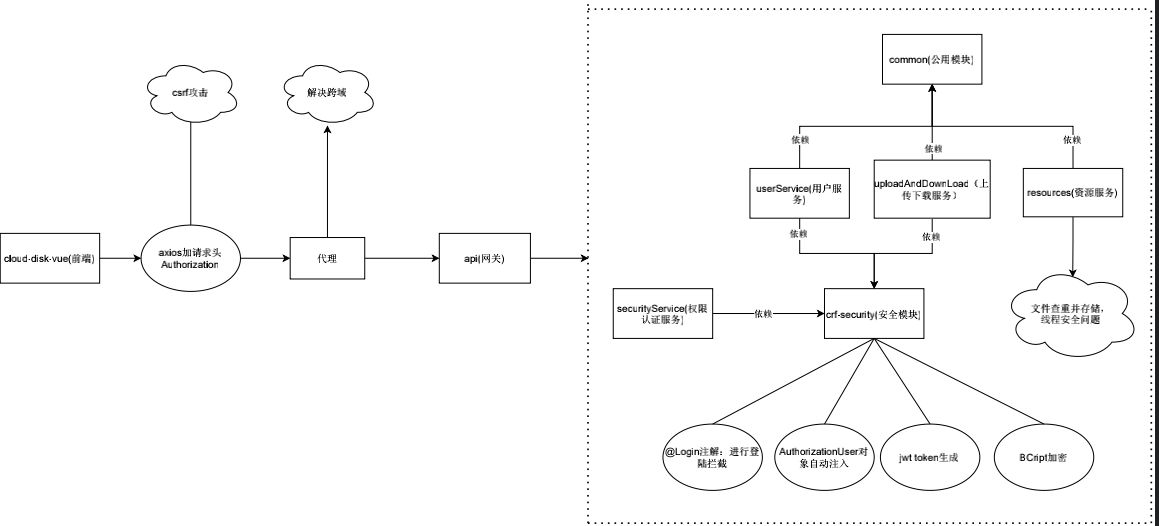 common(公用模块)
csrf攻击
解决跨域
依赖
依赖
依赖
userService(用户服
务)
uploadAndDownLoad（上
传下载服务）
resources(资源服务)
依赖
依赖
cloud-disk-vue(前端)
axios加请求头
Authorization
代理
api(网关)
securityService(权限
认证服务)
依赖
crf-security(安全模块)
文件查重并存储，
线程安全问题
@Login注解：进行登
陆拦截
AuthorizationUser对
象自动注入
jwt token生成
BCript加密